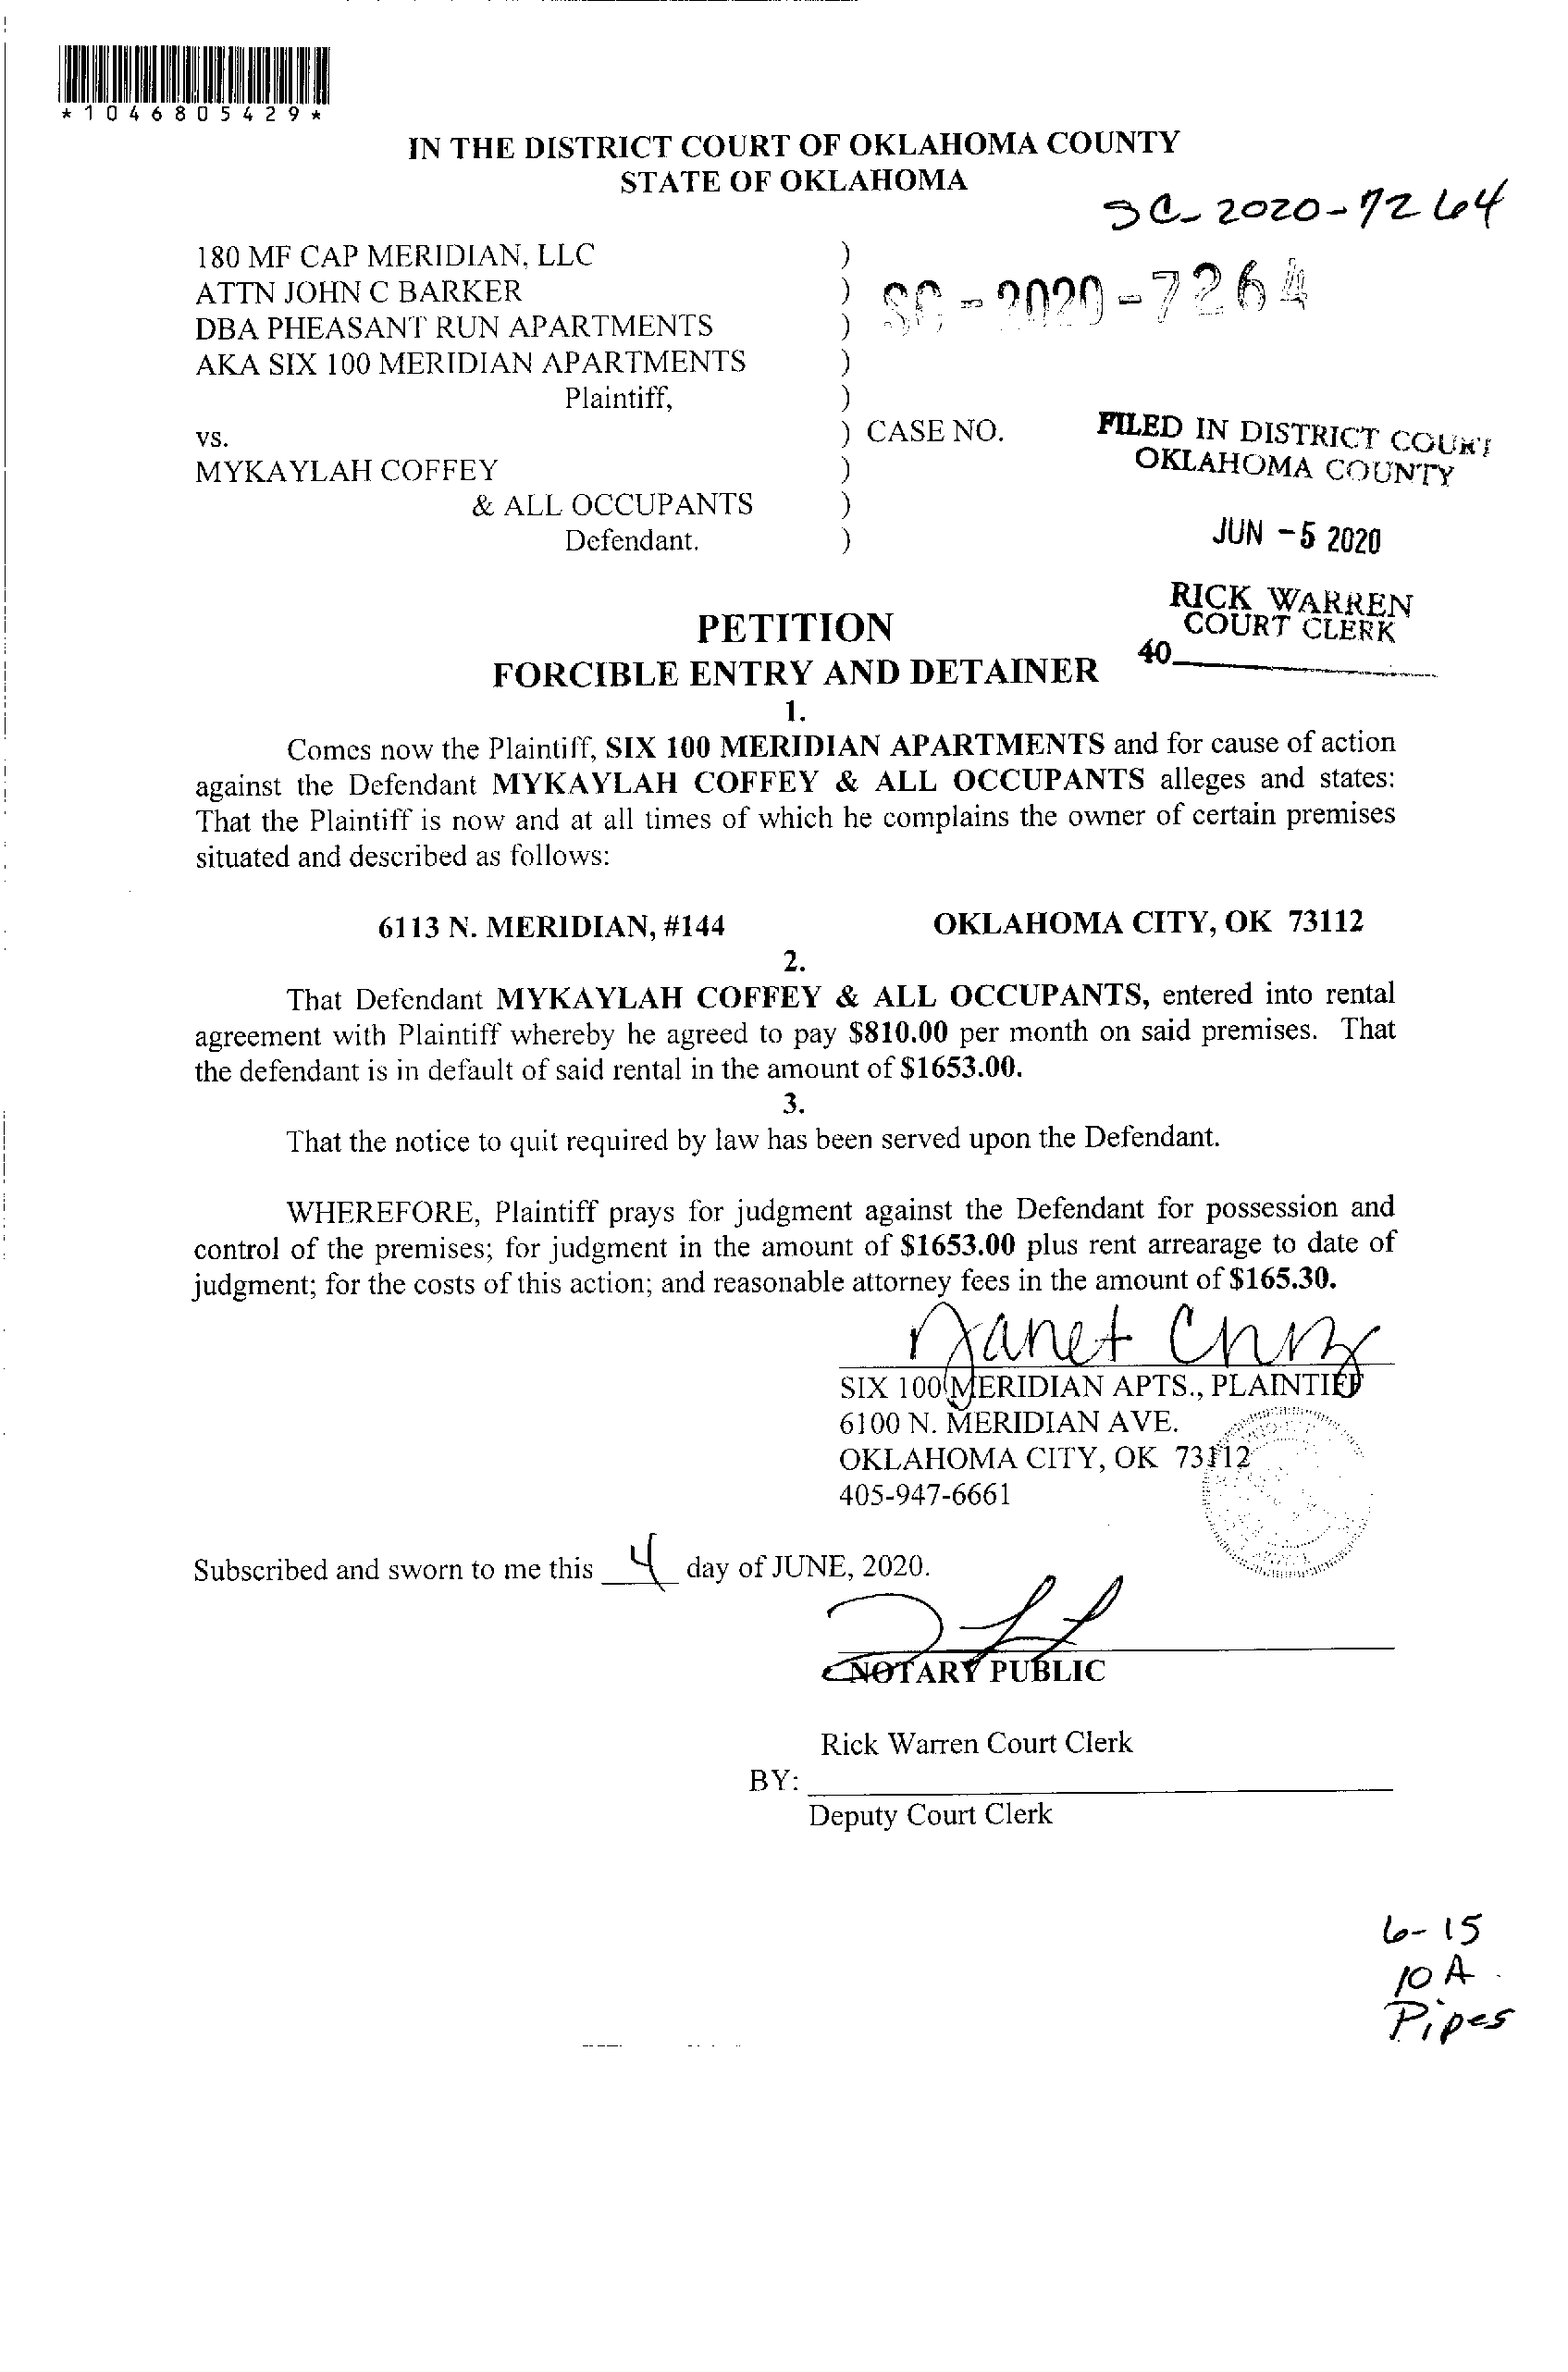 *1046805429*
IN THE DISTRICT COURT OF OKLAHOMA COUNTY
STATE OF OKLAHOMA
SC-2020-7264
180 MF CAP MERIDIAN, LLC )
ATTN JOHN C BARKER ) SC-2020-7264
DBA PHEASANT RUN APARTMENTS )
AKA SIX 100 MERIDIAN APARTMENTS )
Plaintiff, )
vs. ) CASE NO. FILED IN DISTRICT COURT
MYKAYLAH COFFEY ) OKLAHOMA COUNTY
& ALL OCCUPANTS )
Defendant. ) JUN -5 2020
RICK WARREN
PETITION COURT CLERK
FORCIBLE ENTRY AND DETAINER 40
1.
Comes now the Plaintiff, SIX 100 MERIDIAN APARTMENTS and for cause of action
against the Defendant MYKAYLAH COFFEY & ALL OCCUPANTS alleges and states:
That the Plaintiff is now and at all times of which he complains the owner of certain premises
situated and described as follows:
6113 N. MERIDIAN, #144 OKLAHOMA CITY, OK 73112
2.
That Defendant MYKAYLAH COFFEY & ALL OCCUPANTS, entered into rental
agreement with Plaintiff whereby he agreed to pay $810.00 per month on said premises. That
the defendant is in default of said rental in the amount of $1653.00.
3.
That the notice to quit required by law has been served upon the Defendant.
WHEREFORE, Plaintiff prays for judgment against the Defendant for possession and
control of the premises; for judgment in the amount of $1653.00 plus rent arrearage to date of
judgment; for the costs of this action; and reasonable attorney fees in the amount of $165.30.
Janet
SIX 100 MERIDIAN APTS., PLAINTIFF
6100 N. MERIDIAN AVE.
OKLAHOMA CITY, OK 73112
405-947-6661
Subscribed and sworn to me this 4 day of JUNE, 2020.
NOTARY PUBLIC
Rick Warren Court Clerk
BY:
Deputy Court Clerk
6-15
10 A
Pipes